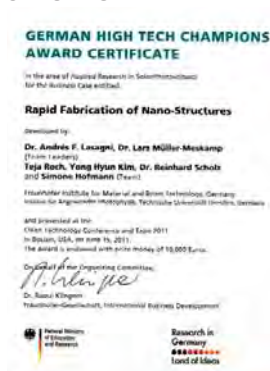 GERMAN HIGH TECH CHAMPIONS
AWARD CERTIFICATE
in the area of Applied Research in
for the Business Case entitled:
Rapid Fabrication of Nano-Structures
developed by:
Dr. Andrés F. Lasagni, Dr. Lars Müller-Meskamp
(Team Leaders)
Teja Roch, Yong Hyun Kim, Dr. Reinhard Scholz
and Simone Hofmann (Team)
Fraunhofer Institute for Material and Beam Technology, Germany
Institut für Angewandte Photophysik, Technische Universität Dresden, Germany
and presented at the
Clean Technology Conference and Expo 2011
in Boston, USA, on June 15, 2011.
The award is endowed with prize money of 10,000 Euros.
On behalf of the Organizing Committee,
Dr. Raoul Klingner
Fraunhofer-Gesellschaft, International Business Development
Federal Ministry
of Education
and Research
Research in
Germany
Land of Ideas